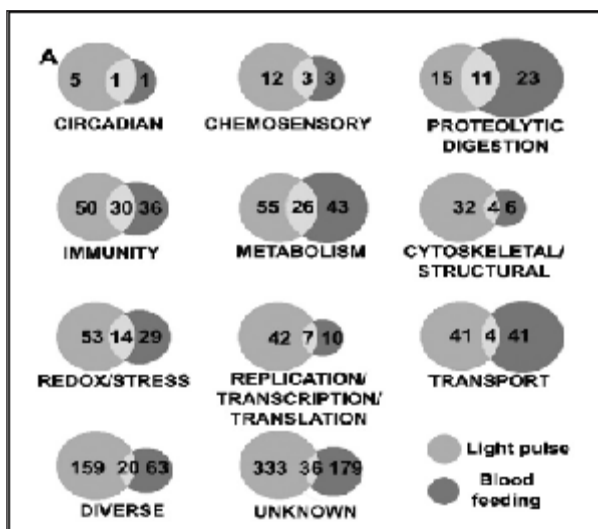 A
5 1 1
CIRCADIAN
12 3 3
CHEMOSENSORY
15 11 23
PROTEOLYTIC
DIGESTION
50 30 36
IMMUNITY
55 26 43
METABOLISM
32 4 6
CYTOSKELETAL/
STRUCTURAL
53 14 29
REDOX/STRESS
42 7 10
REPLICATION/
TRANSCRIPTION/
TRANSLATION
41 4 41
TRANSPORT
159 20 63
DIVERSE
333 36 179
UNKNOWN
Light pulse
Blood
feeding